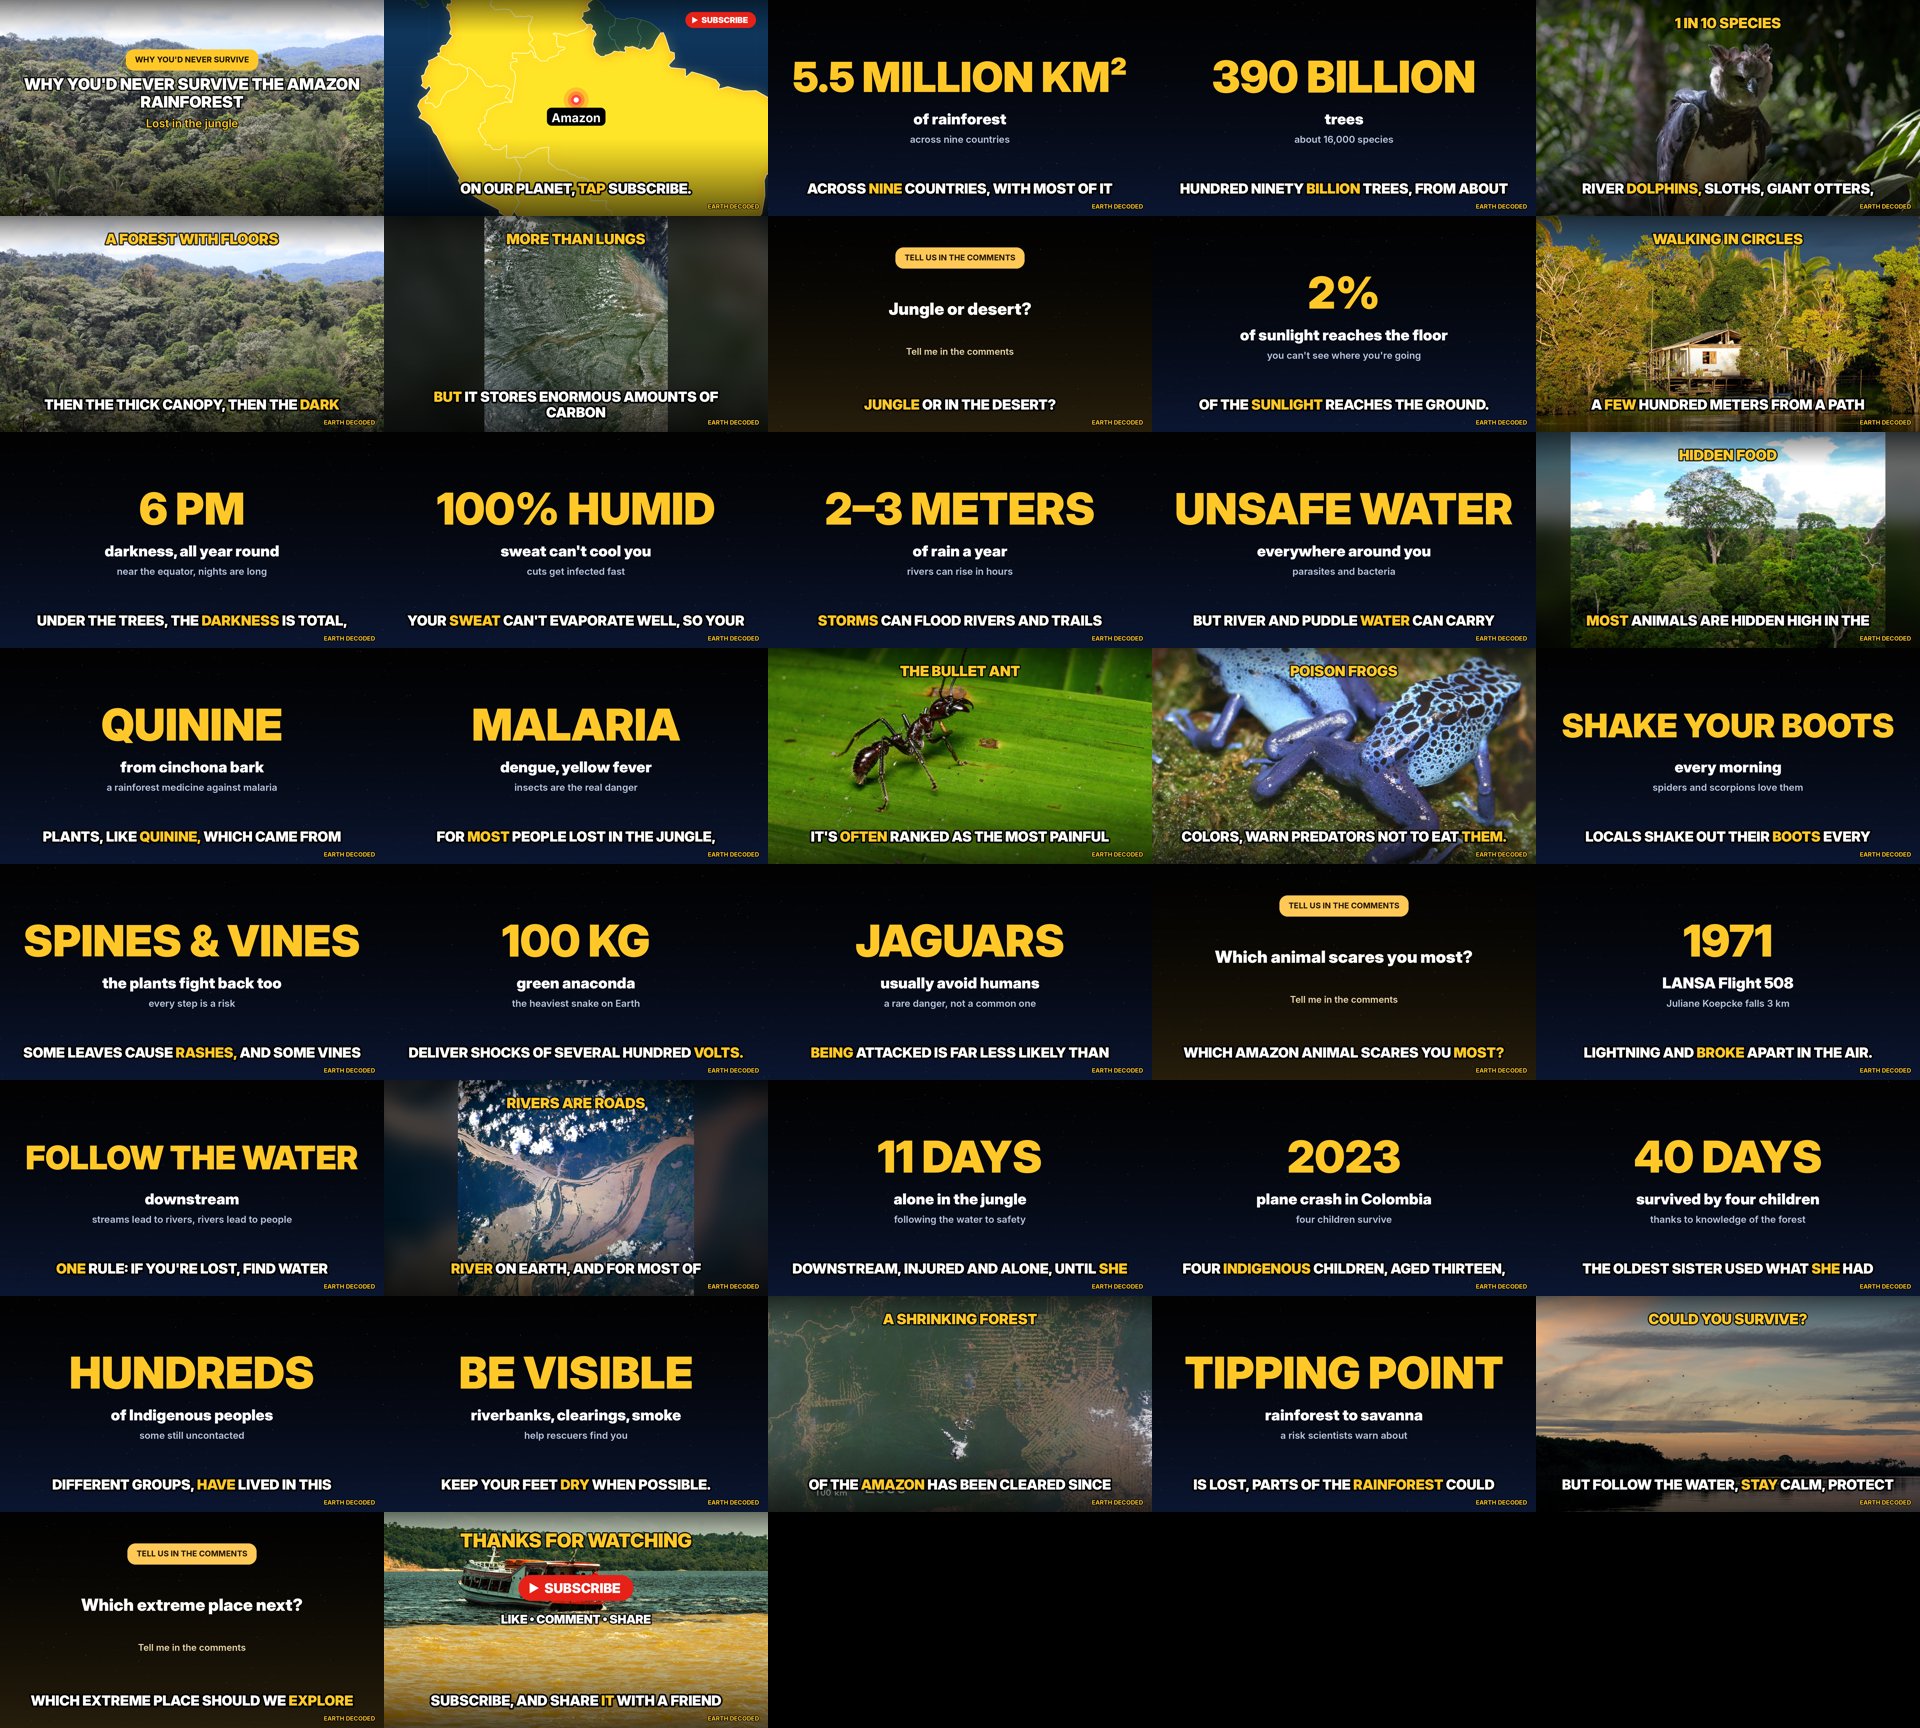 WHY YOU'D NEVER SURVIVE
WHY YOU'D NEVER SURVIVE THE AMAZON
RAINFOREST
Lost in the jungle
SUBSCRIBE
Amazon
ON OUR PLANET, TAP SUBSCRIBE.
EARTH DECODED
5.5 MILLION KM²
of rainforest
across nine countries
ACROSS NINE COUNTRIES, WITH MOST OF IT
EARTH DECODED
390 BILLION
trees
about 16,000 species
HUNDRED NINETY BILLION TREES, FROM ABOUT
EARTH DECODED
1 IN 10 SPECIES
RIVER DOLPHINS, SLOTHS, GIANT OTTERS,
EARTH DECODED
A FOREST WITH FLOORS
THEN THE THICK CANOPY, THEN THE DARK
EARTH DECODED
MORE THAN LUNGS
BUT IT STORES ENORMOUS AMOUNTS OF
CARBON
EARTH DECODED
TELL US IN THE COMMENTS
Jungle or desert?
Tell me in the comments
JUNGLE OR IN THE DESERT?
EARTH DECODED
2%
of sunlight reaches the floor
you can't see where you're going
OF THE SUNLIGHT REACHES THE GROUND.
EARTH DECODED
WALKING IN CIRCLES
A FEW HUNDRED METERS FROM A PATH
EARTH DECODED
6 PM
darkness, all year round
near the equator, nights are long
UNDER THE TREES, THE DARKNESS IS TOTAL,
EARTH DECODED
100% HUMID
sweat can't cool you
cuts get infected fast
YOUR SWEAT CAN'T EVAPORATE WELL, SO YOUR
EARTH DECODED
2–3 METERS
of rain a year
rivers can rise in hours
STORMS CAN FLOOD RIVERS AND TRAILS
EARTH DECODED
UNSAFE WATER
everywhere around you
parasites and bacteria
BUT RIVER AND PUDDLE WATER CAN CARRY
EARTH DECODED
HIDDEN FOOD
MOST ANIMALS ARE HIDDEN HIGH IN THE
EARTH DECODED
QUININE
from cinchona bark
a rainforest medicine against malaria
PLANTS, LIKE QUININE, WHICH CAME FROM
EARTH DECODED
MALARIA
dengue, yellow fever
insects are the real danger
FOR MOST PEOPLE LOST IN THE JUNGLE,
EARTH DECODED
THE BULLET ANT
IT'S OFTEN RANKED AS THE MOST PAINFUL
EARTH DECODED
POISON FROGS
COLORS, WARN PREDATORS NOT TO EAT THEM.
EARTH DECODED
SHAKE YOUR BOOTS
every morning
spiders and scorpions love them
LOCALS SHAKE OUT THEIR BOOTS EVERY
EARTH DECODED
SPINES & VINES
the plants fight back too
every step is a risk
SOME LEAVES CAUSE RASHES, AND SOME VINES
EARTH DECODED
100 KG
green anaconda
the heaviest snake on Earth
DELIVER SHOCKS OF SEVERAL HUNDRED VOLTS.
EARTH DECODED
JAGUARS
usually avoid humans
a rare danger, not a common one
BEING ATTACKED IS FAR LESS LIKELY THAN
EARTH DECODED
TELL US IN THE COMMENTS
Which animal scares you most?
Tell me in the comments
WHICH AMAZON ANIMAL SCARES YOU MOST?
EARTH DECODED
1971
LANSA Flight 508
Juliane Koepcke falls 3 km
LIGHTNING AND BROKE APART IN THE AIR.
EARTH DECODED
FOLLOW THE WATER
downstream
streams lead to rivers, rivers lead to people
ONE RULE: IF YOU'RE LOST, FIND WATER
EARTH DECODED
RIVERS ARE ROADS
RIVER ON EARTH, AND FOR MOST OF
EARTH DECODED
11 DAYS
alone in the jungle
following the water to safety
DOWNSTREAM, INJURED AND ALONE, UNTIL SHE
EARTH DECODED
2023
plane crash in Colombia
four children survive
FOUR INDIGENOUS CHILDREN, AGED THIRTEEN,
EARTH DECODED
40 DAYS
survived by four children
thanks to knowledge of the forest
THE OLDEST SISTER USED WHAT SHE HAD
EARTH DECODED
HUNDREDS
of Indigenous peoples
some still uncontacted
DIFFERENT GROUPS, HAVE LIVED IN THIS
EARTH DECODED
BE VISIBLE
riverbanks, clearings, smoke
help rescuers find you
KEEP YOUR FEET DRY WHEN POSSIBLE.
EARTH DECODED
A SHRINKING FOREST
OF THE AMAZON HAS BEEN CLEARED SINCE
100 km
EARTH DECODED
TIPPING POINT
rainforest to savanna
a risk scientists warn about
IS LOST, PARTS OF THE RAINFOREST COULD
EARTH DECODED
COULD YOU SURVIVE?
BUT FOLLOW THE WATER, STAY CALM, PROTECT
EARTH DECODED
TELL US IN THE COMMENTS
Which extreme place next?
Tell me in the comments
WHICH EXTREME PLACE SHOULD WE EXPLORE
EARTH DECODED
THANKS FOR WATCHING
SUBSCRIBE
LIKE • COMMENT • SHARE
SUBSCRIBE, AND SHARE IT WITH A FRIEND
EARTH DECODED